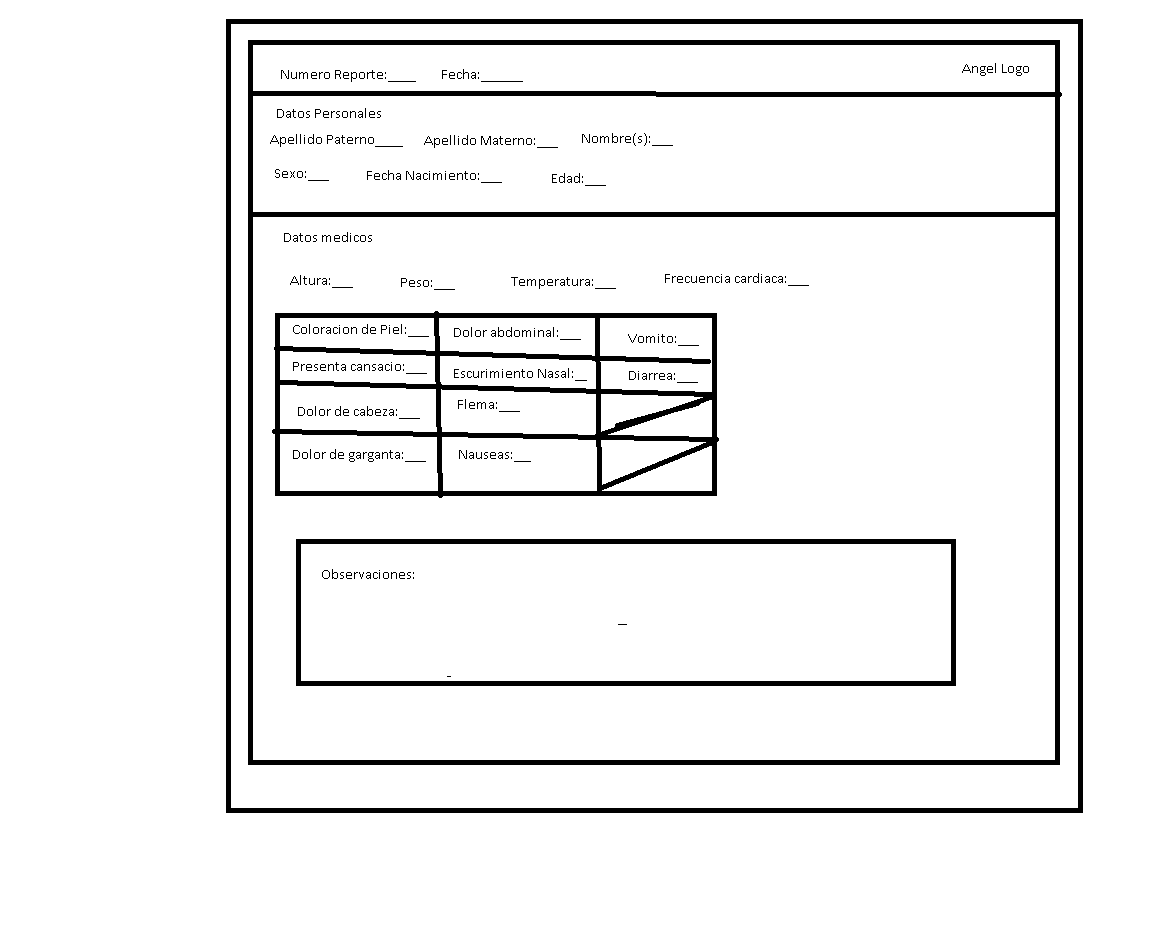 Numero Reporte:____ Fecha:______ Angel Logo
Datos Personales
Apellido Paterno____ Apellido Materno:___ Nombre(s):___
Sexo:___ Fecha Nacimiento:___ Edad:___
Datos medicos
Altura:___ Peso:___ Temperatura:___ Frecuencia cardiaca:___
Coloracion de Piel:___ Dolor abdominal:___ Vomito:___
Presenta cansacio:___ Escurimiento Nasal:__ Diarrea:___
Dolor de cabeza:___ Flema:___
Dolor de garganta:___ Nauseas:__
Observaciones: